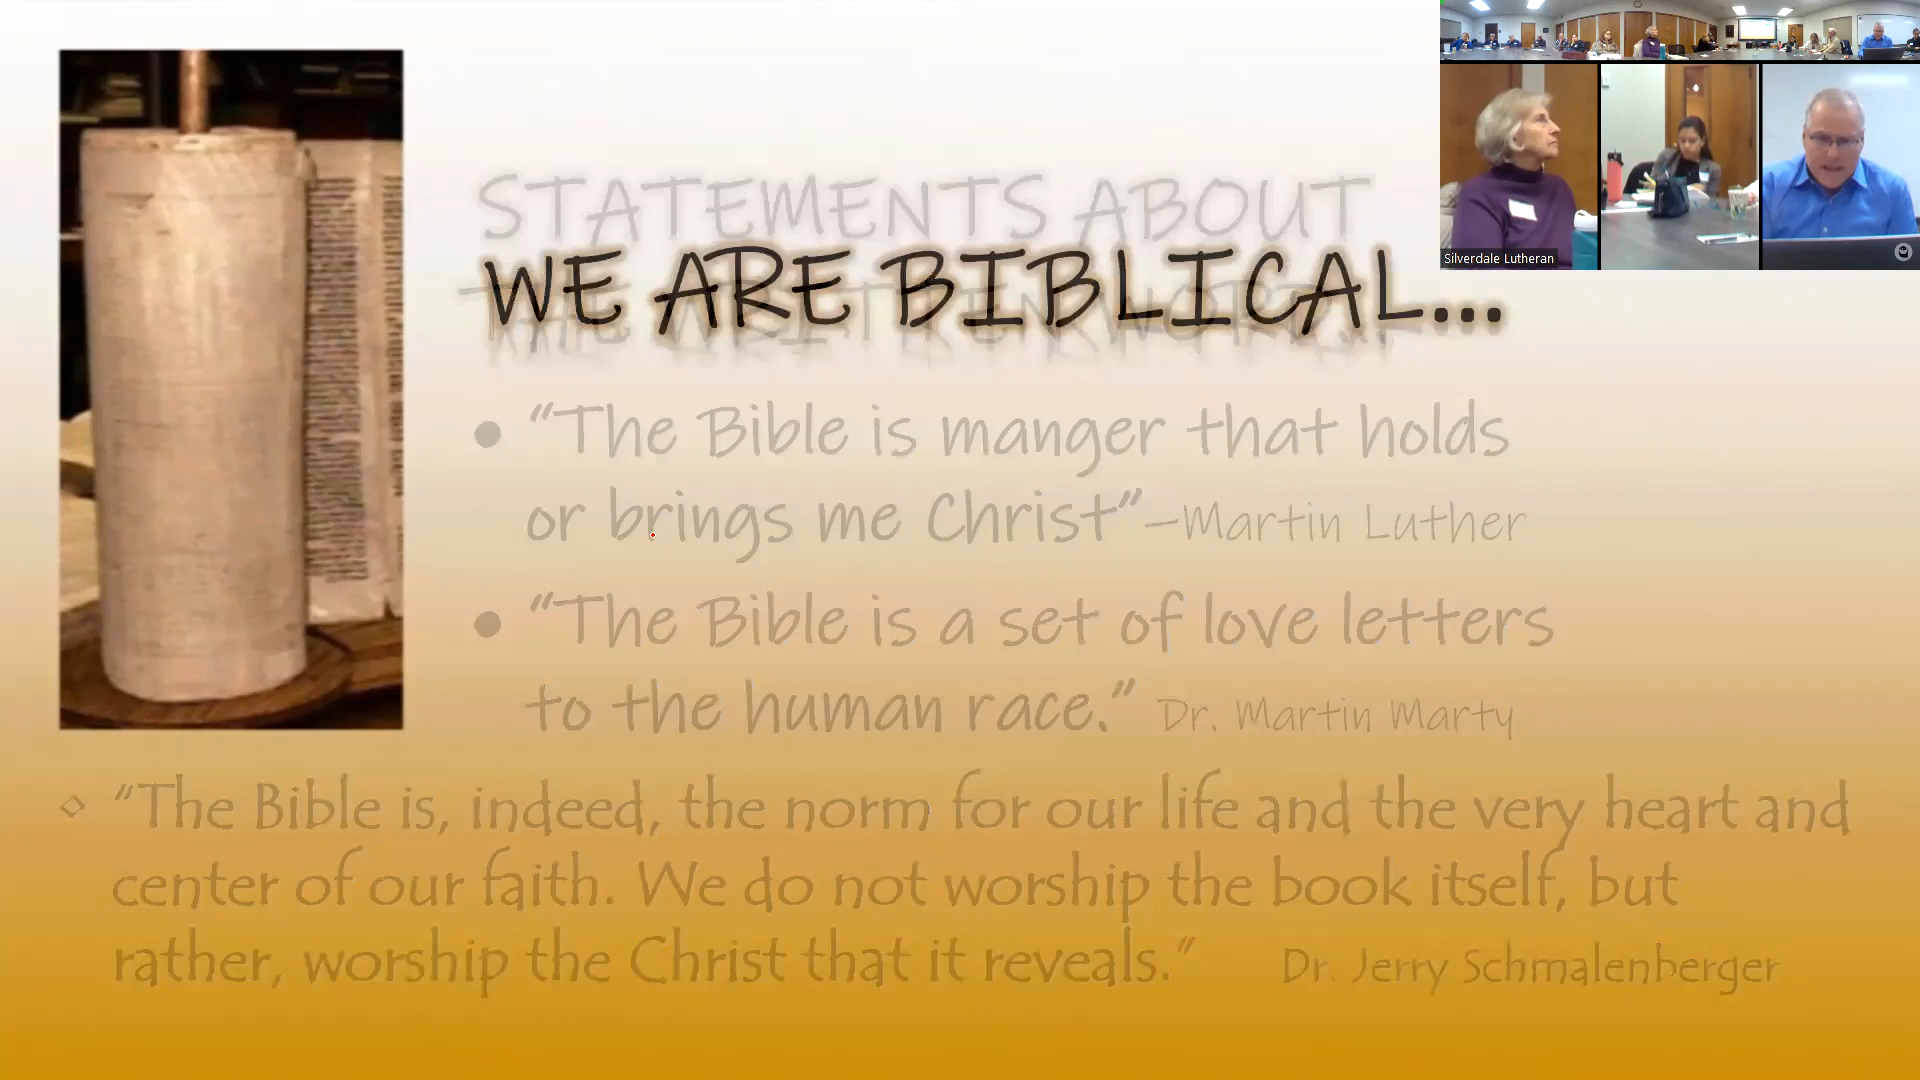 STATEMENTS ABOUT
WE ARE BIBLICAL...
THE WRITTEN WORD
• “The Bible is manger that holds
or brings me Christ”—Martin Luther
• “The Bible is a set of love letters
to the human race.” Dr. Martin Marty
◇ “The Bible is, indeed, the norm for our life and the very heart and
center of our faith. We do not worship the book itself, but
rather, worship the Christ that it reveals.” Dr. Jerry Schmalenberger
Silverdale Lutheran